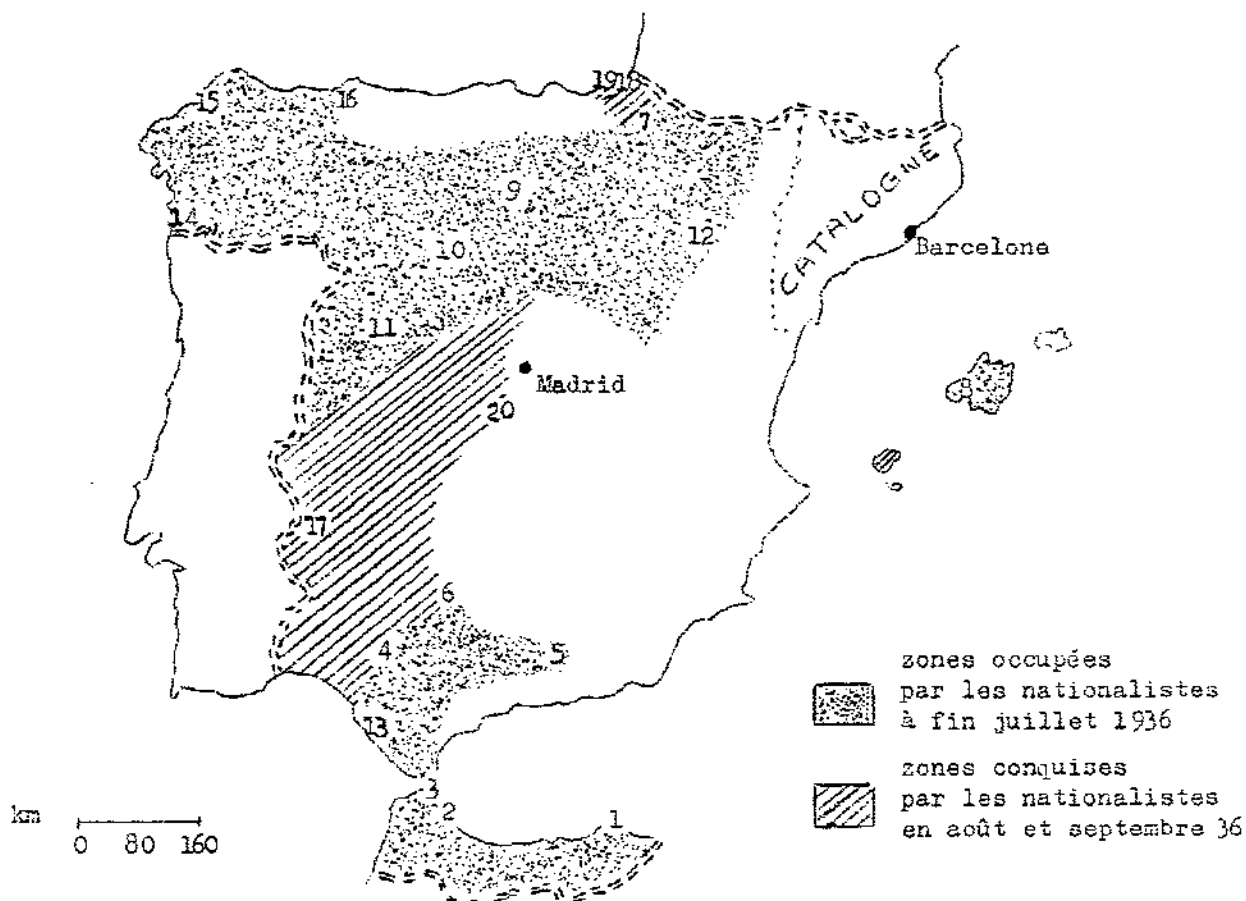 19 18
15
16
7
CATALOGNE
9
14
12
10
Barcelone
11
Madrid
20
17
6
4
5
zones occupées
par les nationalistes
à fin juillet 1936
13
3
zones conquises
par les nationalistes
en août et septembre 36
2
1
km
0 80 160